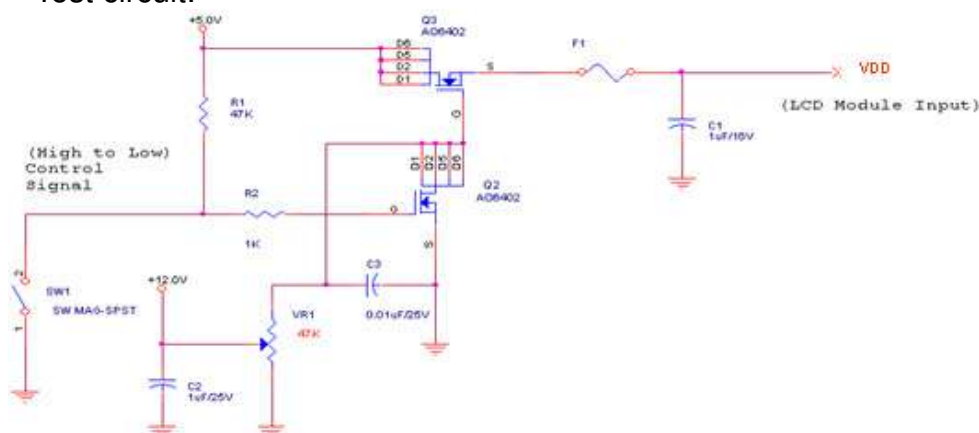 Test circuit:
+5.0V
Q3
AO6402
D6
D5
D2
D1
S
G
F1
VDD
(LCD Module Input)
R1
47K
C1
1uF/16V
(High to Low)
Control
Signal
D1
D2
D5
D6
Q2
AO6402
R2
1K
G
S
2
SW1
SW MAG-SPST
1
+12.0V
C3
0.01uF/25V
VR1
47K
C2
1uF/25V